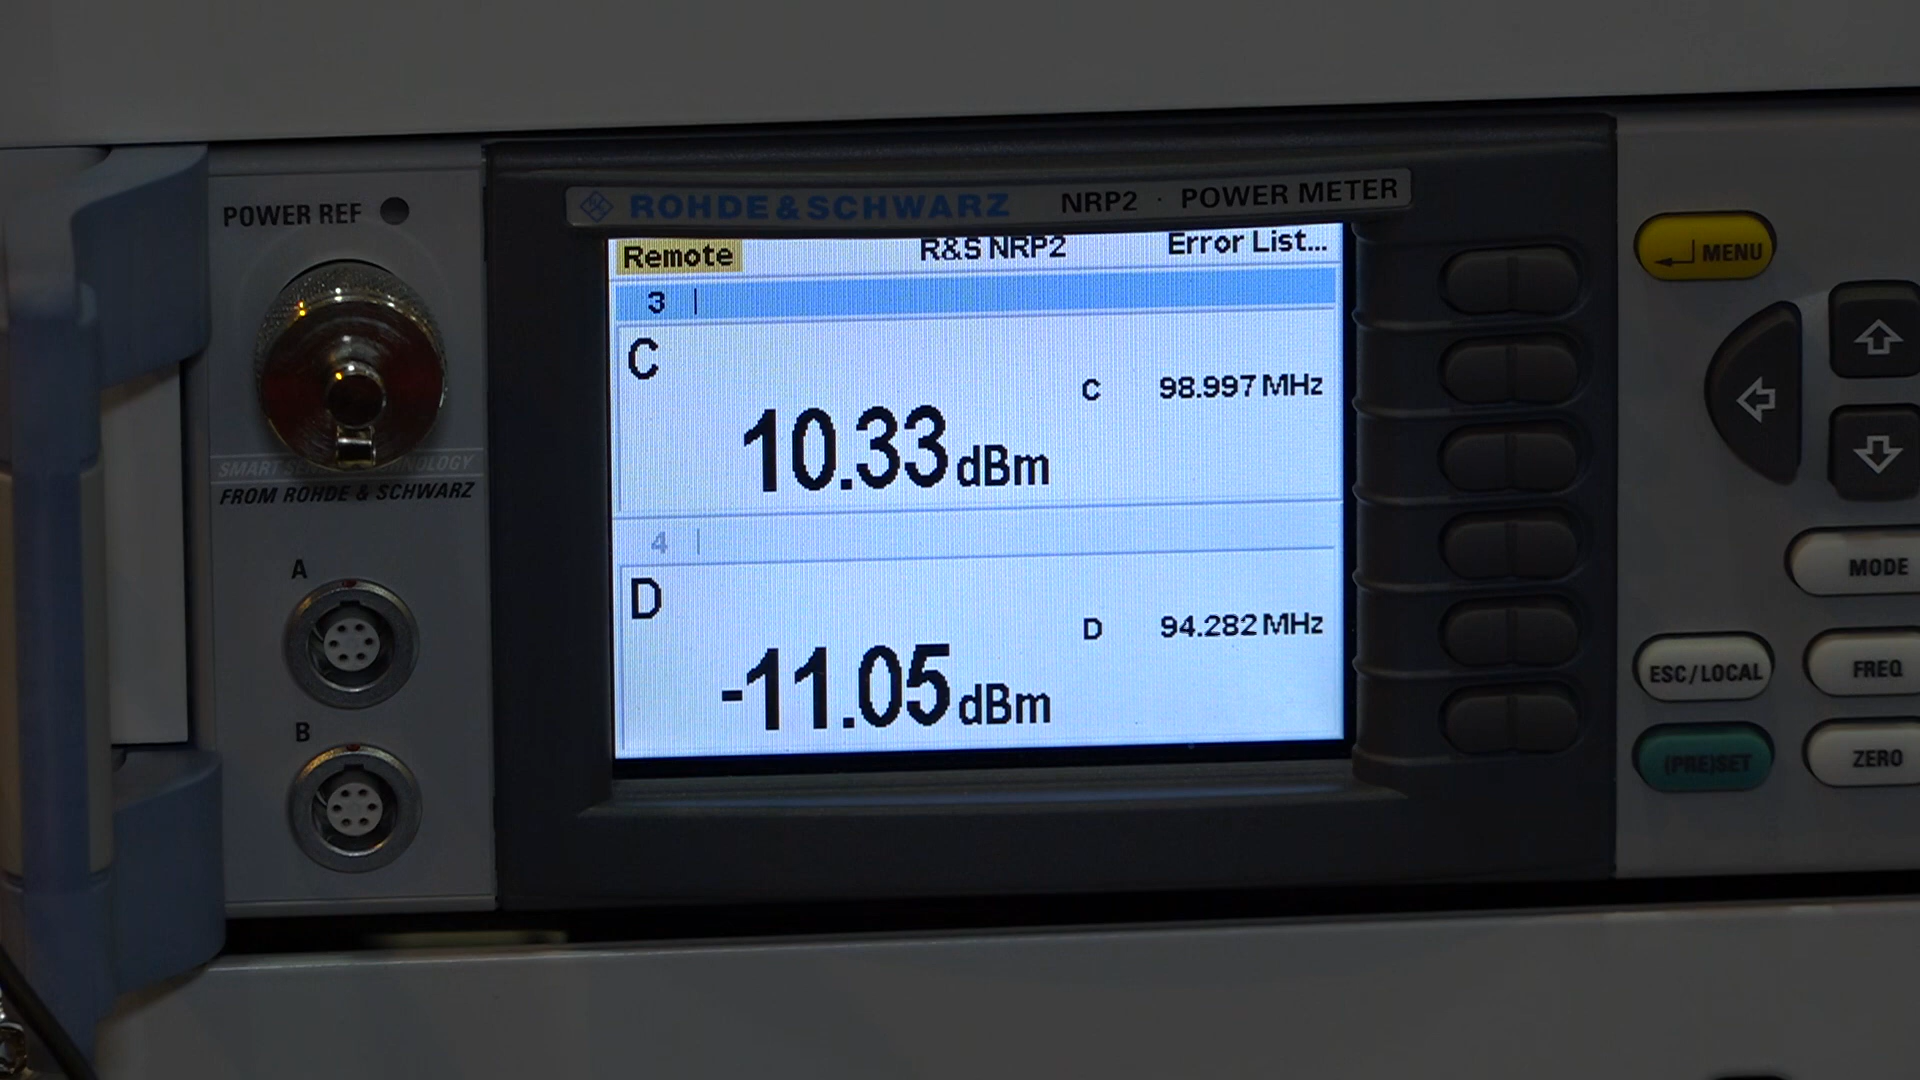 POWER REF
ROHDE & SCHWARZ NRP2 · POWER METER
Remote R&S NRP2 Error List...
3
C
C 98.997 MHz
10.33 dBm
4
D
D 94.282 MHz
-11.05 dBm
SMART SENSOR TECHNOLOGY
FROM ROHDE & SCHWARZ
A
B
MENU
MODE
ESC/LOCAL FREQ
(PRE)SET ZERO